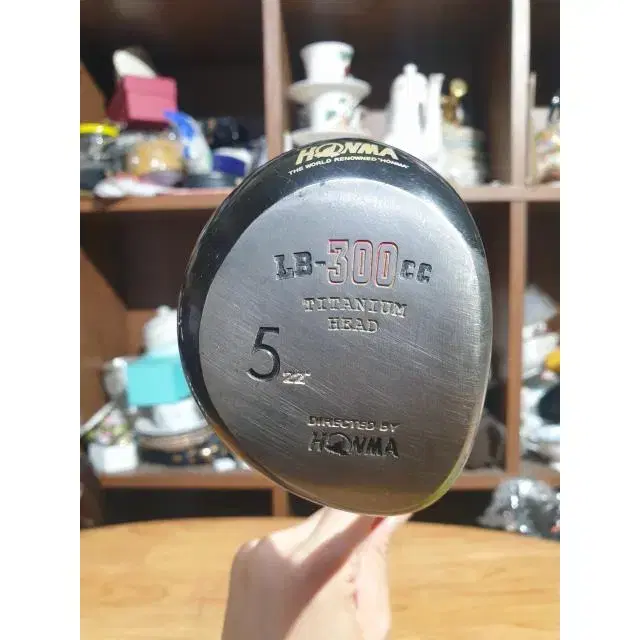 HONMA
THE WORLD RENOWNED "HONMA"
LB-300cc
TITANIUM
HEAD
5 22°
DIRECTED BY
HONMA